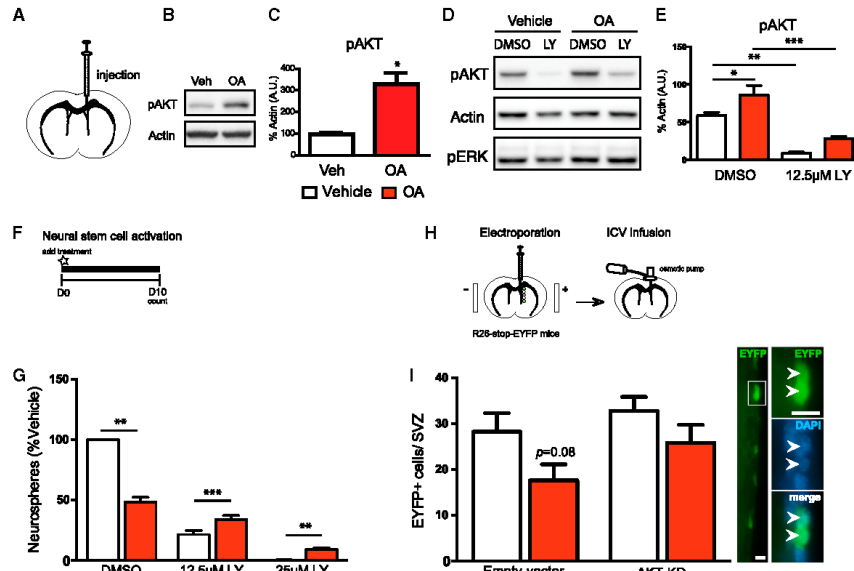 A
injection
B
Veh OA
pAKT
Actin
C
pAKT
% Actin (A.U.)
400
300
200
100
0
*
Veh OA
Vehicle OA
D
Vehicle OA
DMSO LY DMSO LY
pAKT
Actin
pERK
E
pAKT
% Actin (A.U.)
150
100
50
0
***
**
*
DMSO 12.5µM LY
F
Neural stem cell activation
add treatment
D0 D10
count
G
Neurospheres (%Vehicle)
150
100
50
0
**
***
**
DMSO 12.5µM LY 25µM LY
H
Electroporation ICV infusion
osmotic pump
- +
R26-stop-EYFP mice
I
EYFP+ cells/ SVZ
40
30
20
10
0
p=0.08
Empty vector AKT KD
EYFP
EYFP
DAPI
merge